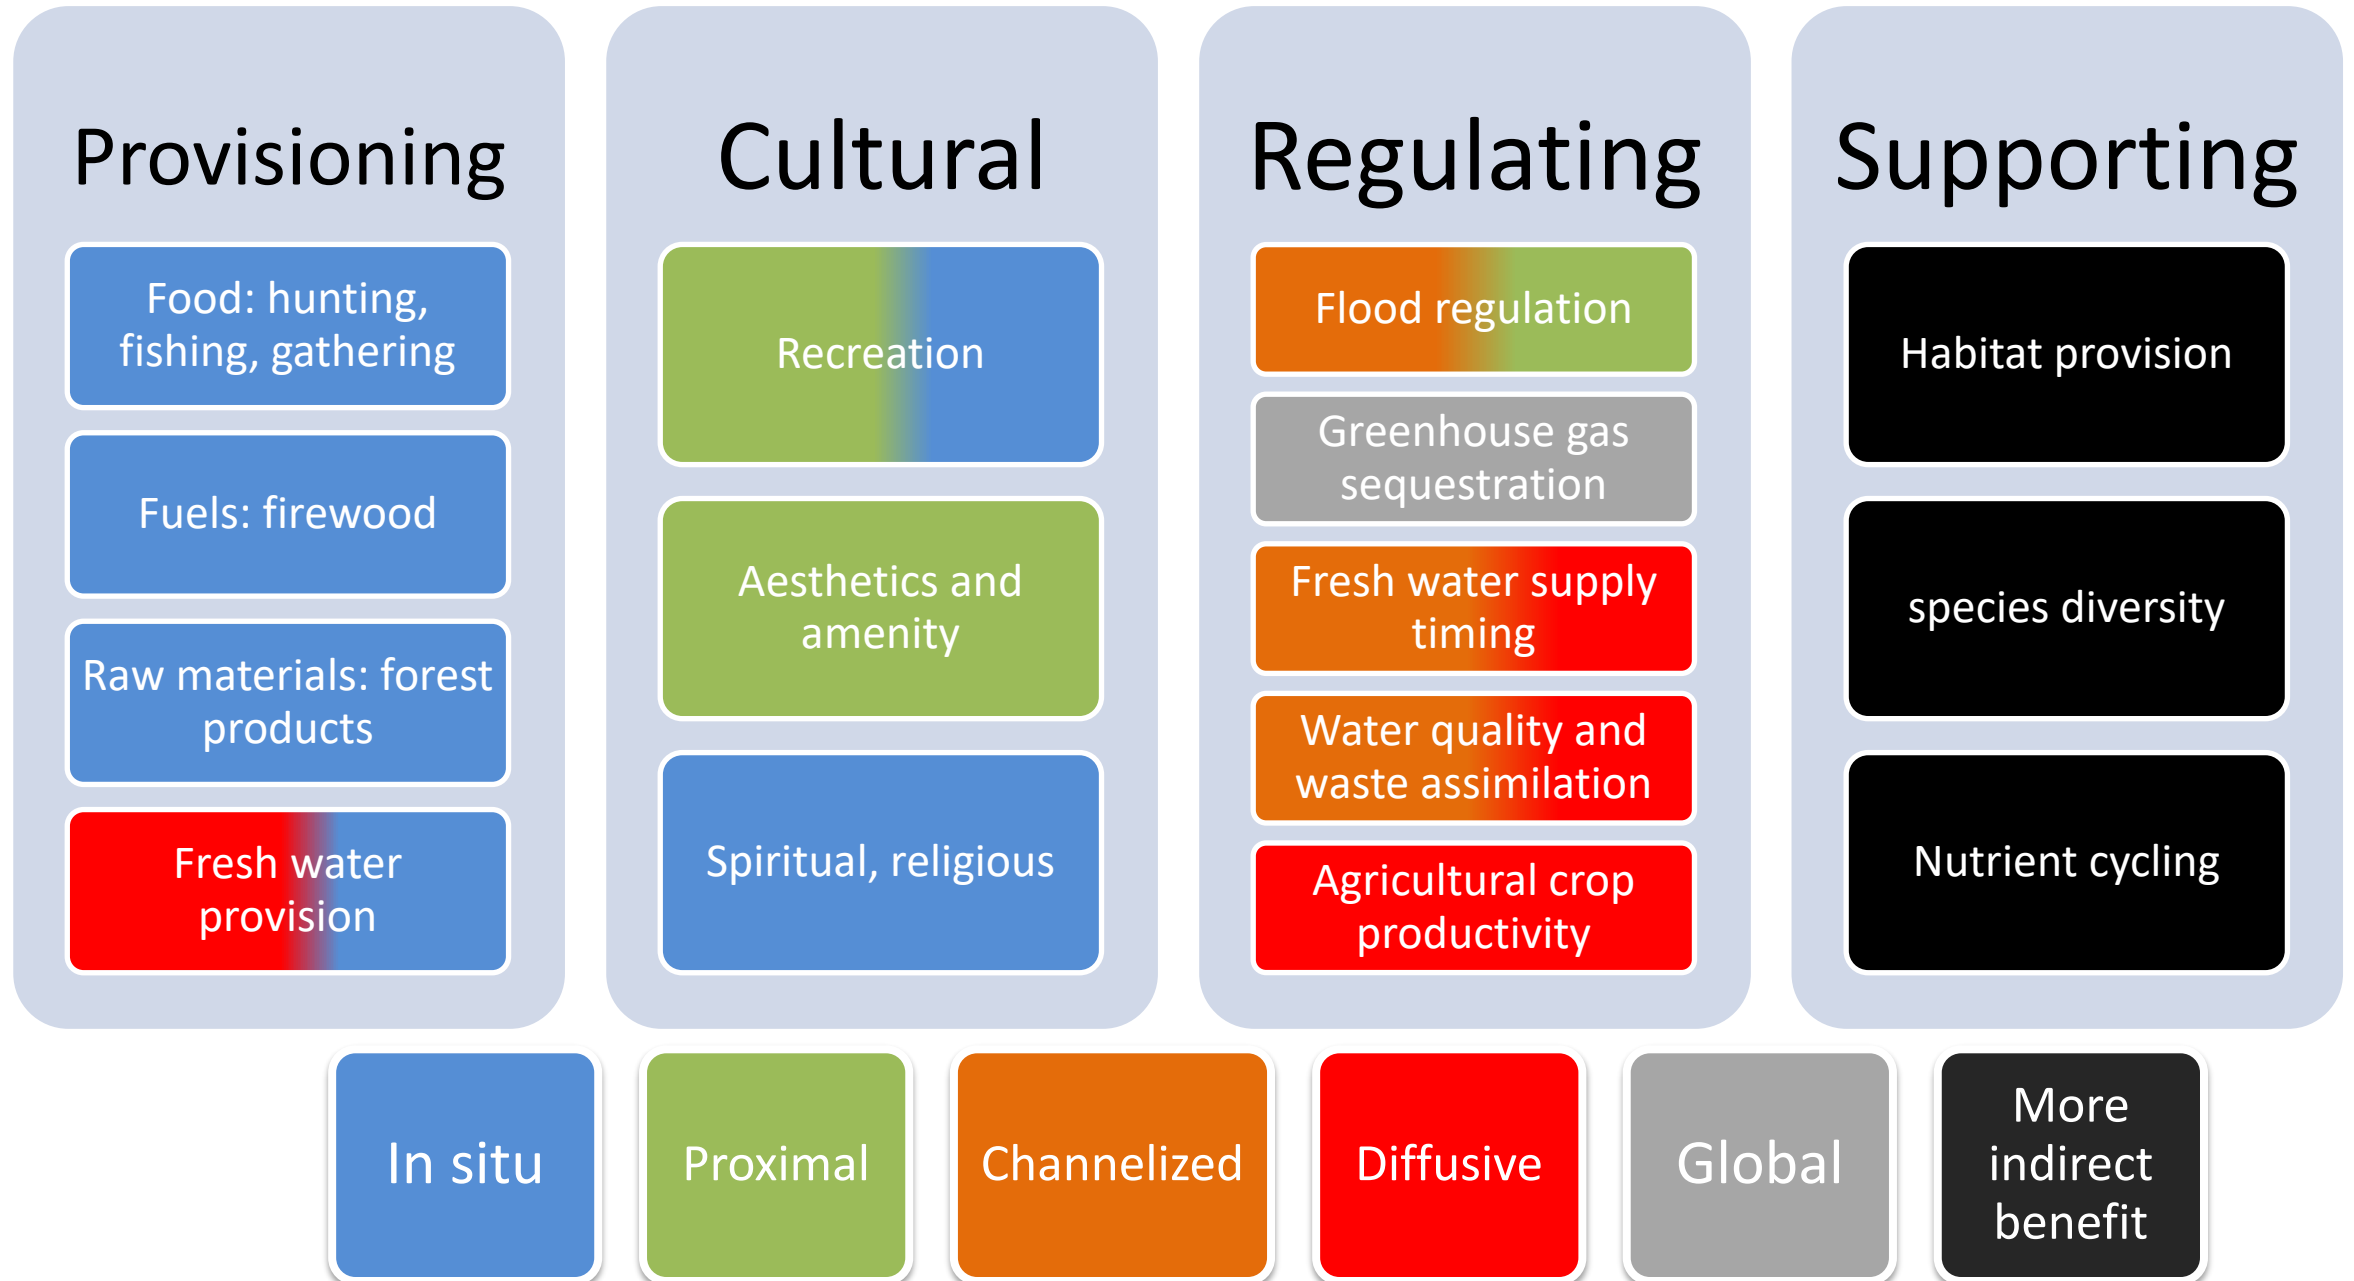 Provisioning
Food: hunting,
fishing, gathering
Fuels: firewood
Raw materials: forest
products
Fresh water
provision
Cultural
Recreation
Aesthetics and
amenity
Spiritual, religious
Regulating
Flood regulation
Greenhouse gas
sequestration
Fresh water supply
timing
Water quality and
waste assimilation
Agricultural crop
productivity
Supporting
Habitat provision
species diversity
Nutrient cycling
In situ
Proximal
Channelized
Diffusive
Global
More
indirect
benefit